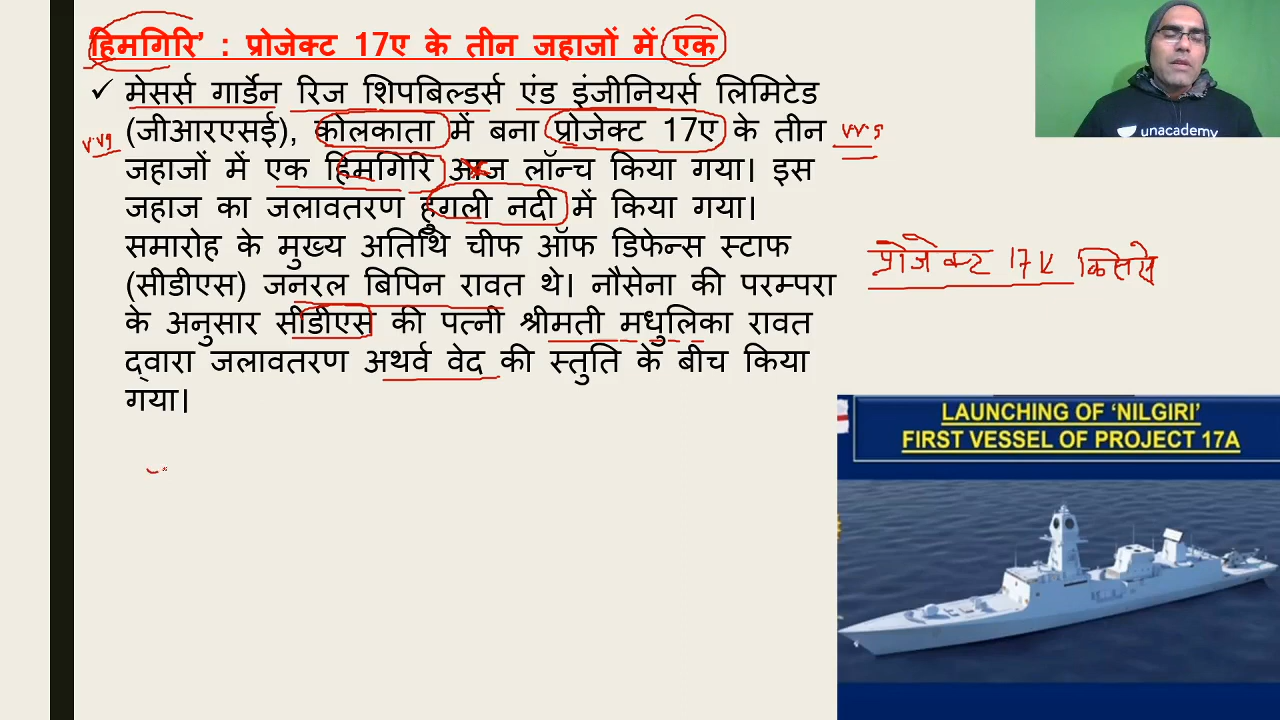 हिमगिरि' : प्रोजेक्ट 17ए के तीन जहाजों में एक
✓ मेसर्स गार्डेन रिज शिपबिल्डर्स एंड इंजीनियर्स लिमिटेड
(जीआरएसई), कोलकाता में बना प्रोजेक्ट 17ए के तीन
जहाजों में एक हिमगिरि आज लॉन्च किया गया। इस
जहाज का जलावतरण हुगली नदी में किया गया।
समारोह के मुख्य अतिथि चीफ ऑफ डिफेन्स स्टाफ
(सीडीएस) जनरल बिपिन रावत थे। नौसेना की परम्परा
के अनुसार सीडीएस की पत्नी श्रीमती मधुलिका रावत
द्वारा जलावतरण अथर्व वेद की स्तुति के बीच किया
गया।
प्रोजेक्ट 17
unacademy
LAUNCHING OF 'NILGIRI'
FIRST VESSEL OF PROJECT 17A